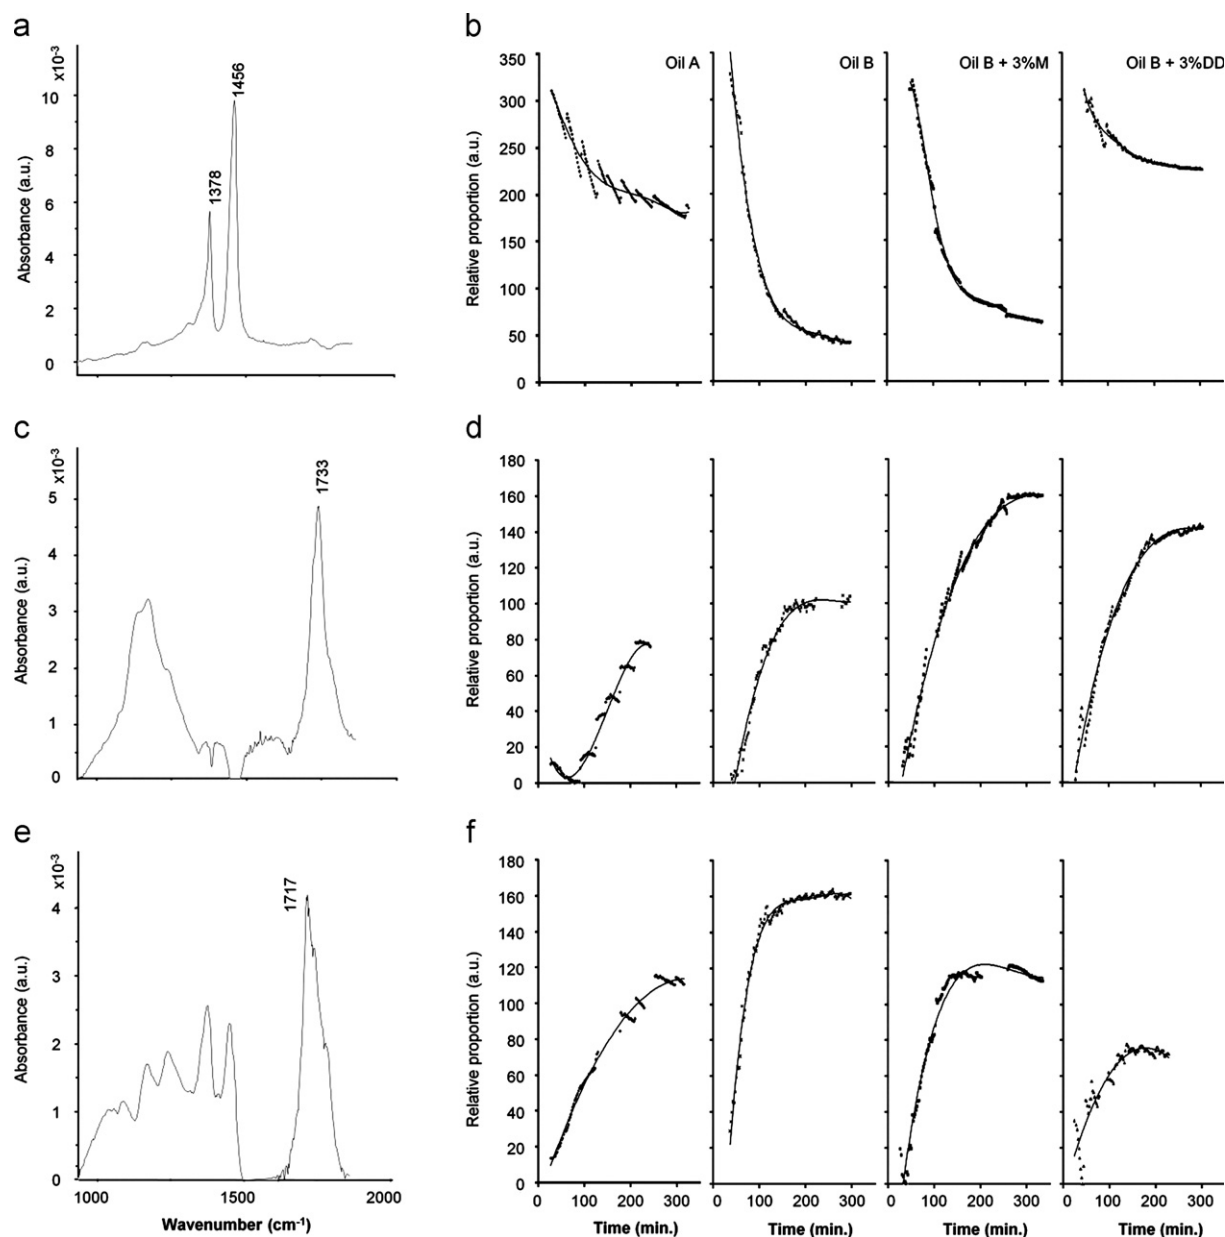 a
x10-3
Absorbance (a.u.)
10
8
6
4
2
0
1378
1456
b
Relative proportion (a.u.)
350
300
250
200
150
100
50
0
Oil A
Oil B
Oil B + 3%M
Oil B + 3%DD
c
x10-3
Absorbance (a.u.)
5
4
3
2
1
0
1733
d
Relative proportion (a.u.)
180
160
140
120
100
80
60
40
20
0
e
x10-3
Absorbance (a.u.)
4
3
2
1
0
1717
1000 1500 2000
Wavenumber (cm-1)
f
Relative proportion (a.u.)
180
160
140
120
100
80
60
40
20
0
0 100 200 300
100 200 300
100 200 300
100 200 300
Time (min.) Time (min.) Time (min.) Time (min.)